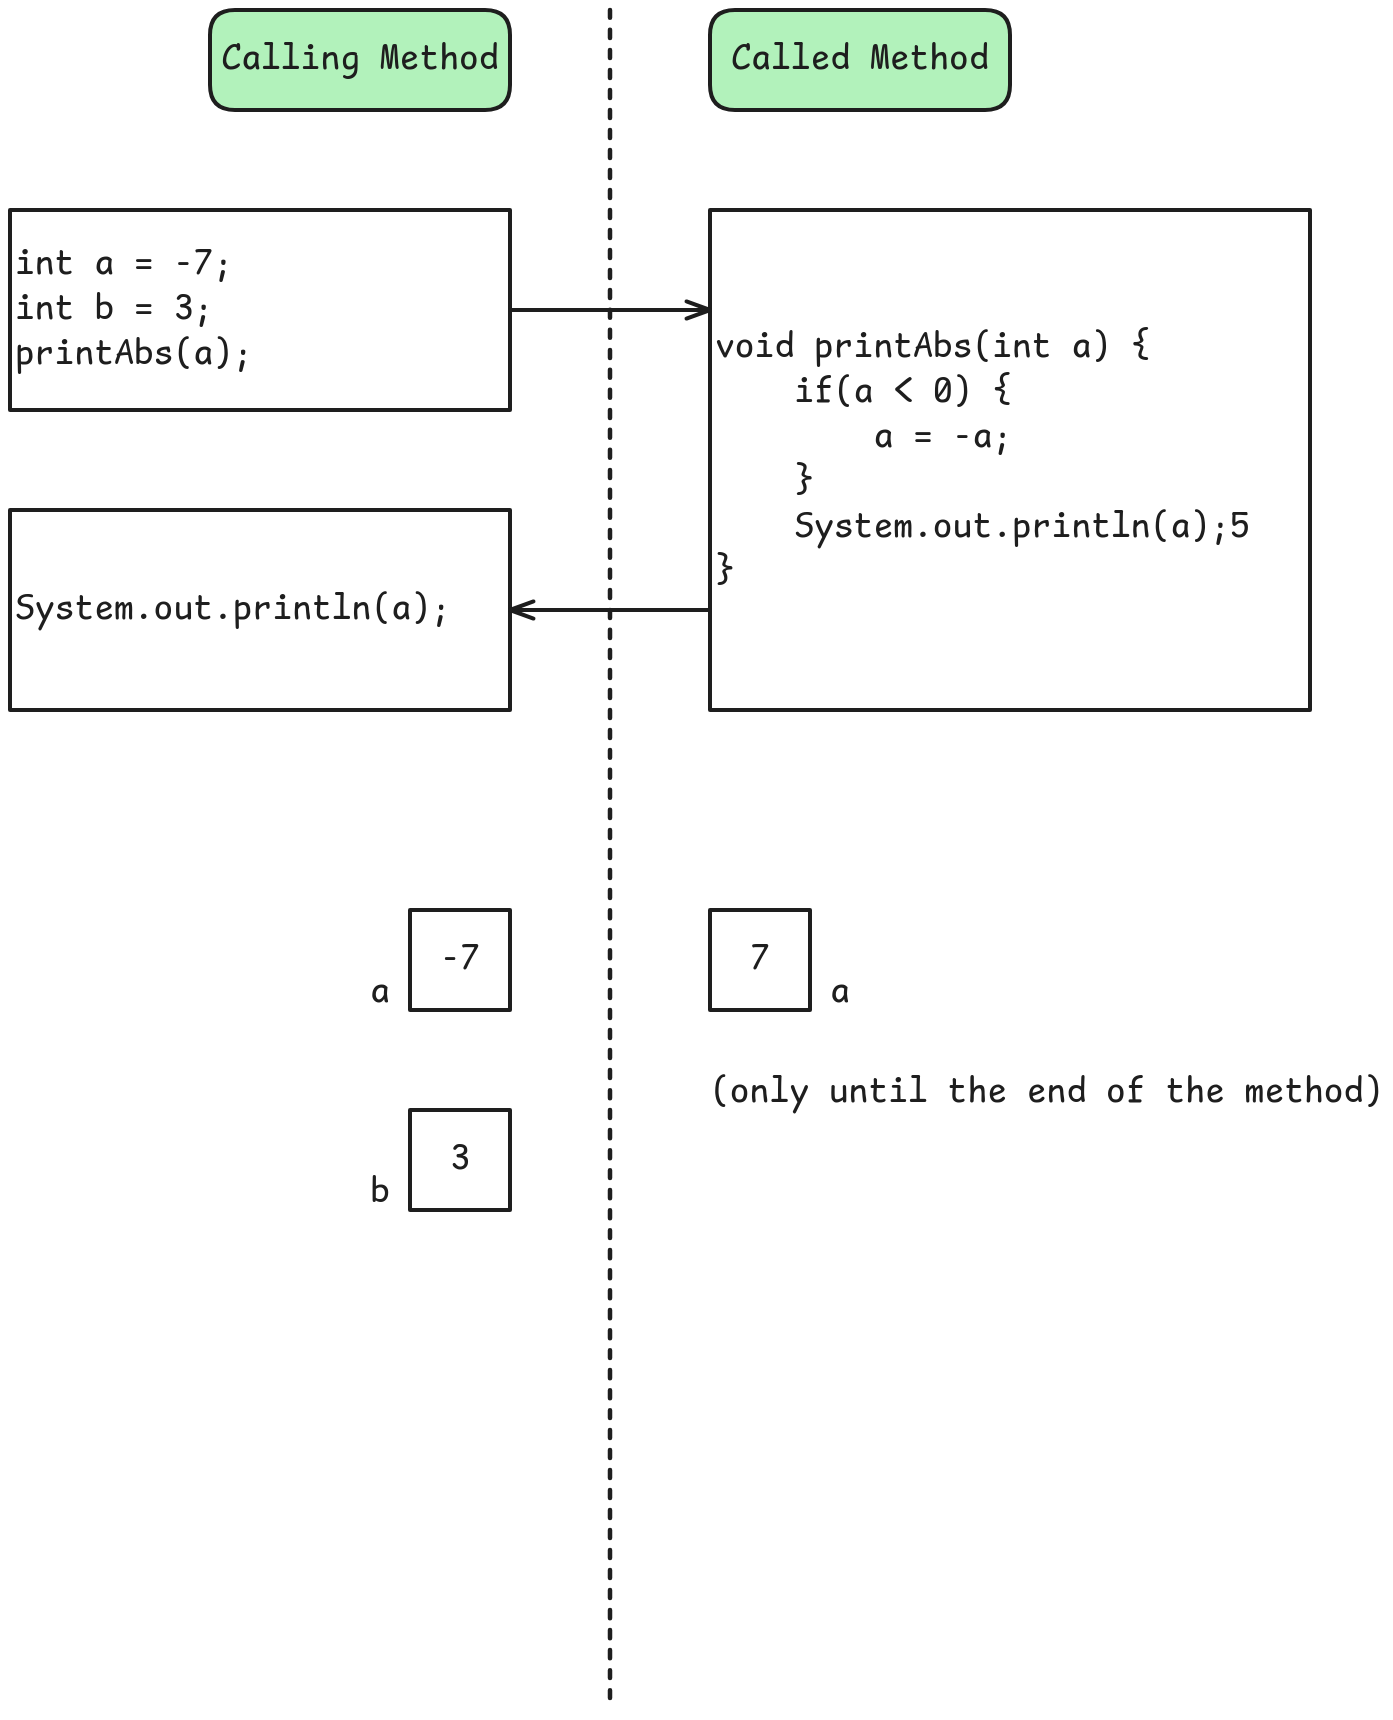 Calling Method
Called Method
int a = -7;
int b = 3;
printAbs(a);
void printAbs(int a) {
    if(a < 0) {
        a = -a;
    }
    System.out.println(a);5
}
System.out.println(a);
-7
a
7
a
(only until the end of the method)
3
b